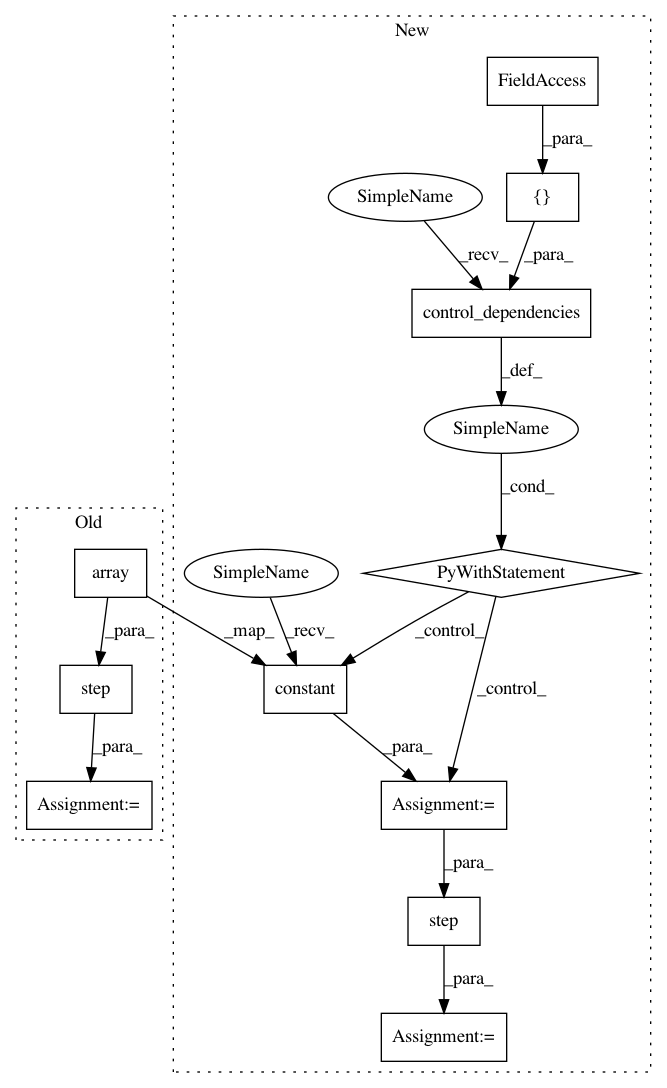 New
FieldAccess
_para_
SimpleName
{}
_recv_
_para_
control_dependencies
_def_
SimpleName
_cond_
Old
array
SimpleName
PyWithStatement
_para_
_map_
_recv_
_control_
step
constant
_control_
_para_
_para_
Assignment:=
Assignment:=
_para_
step
_para_
Assignment:=